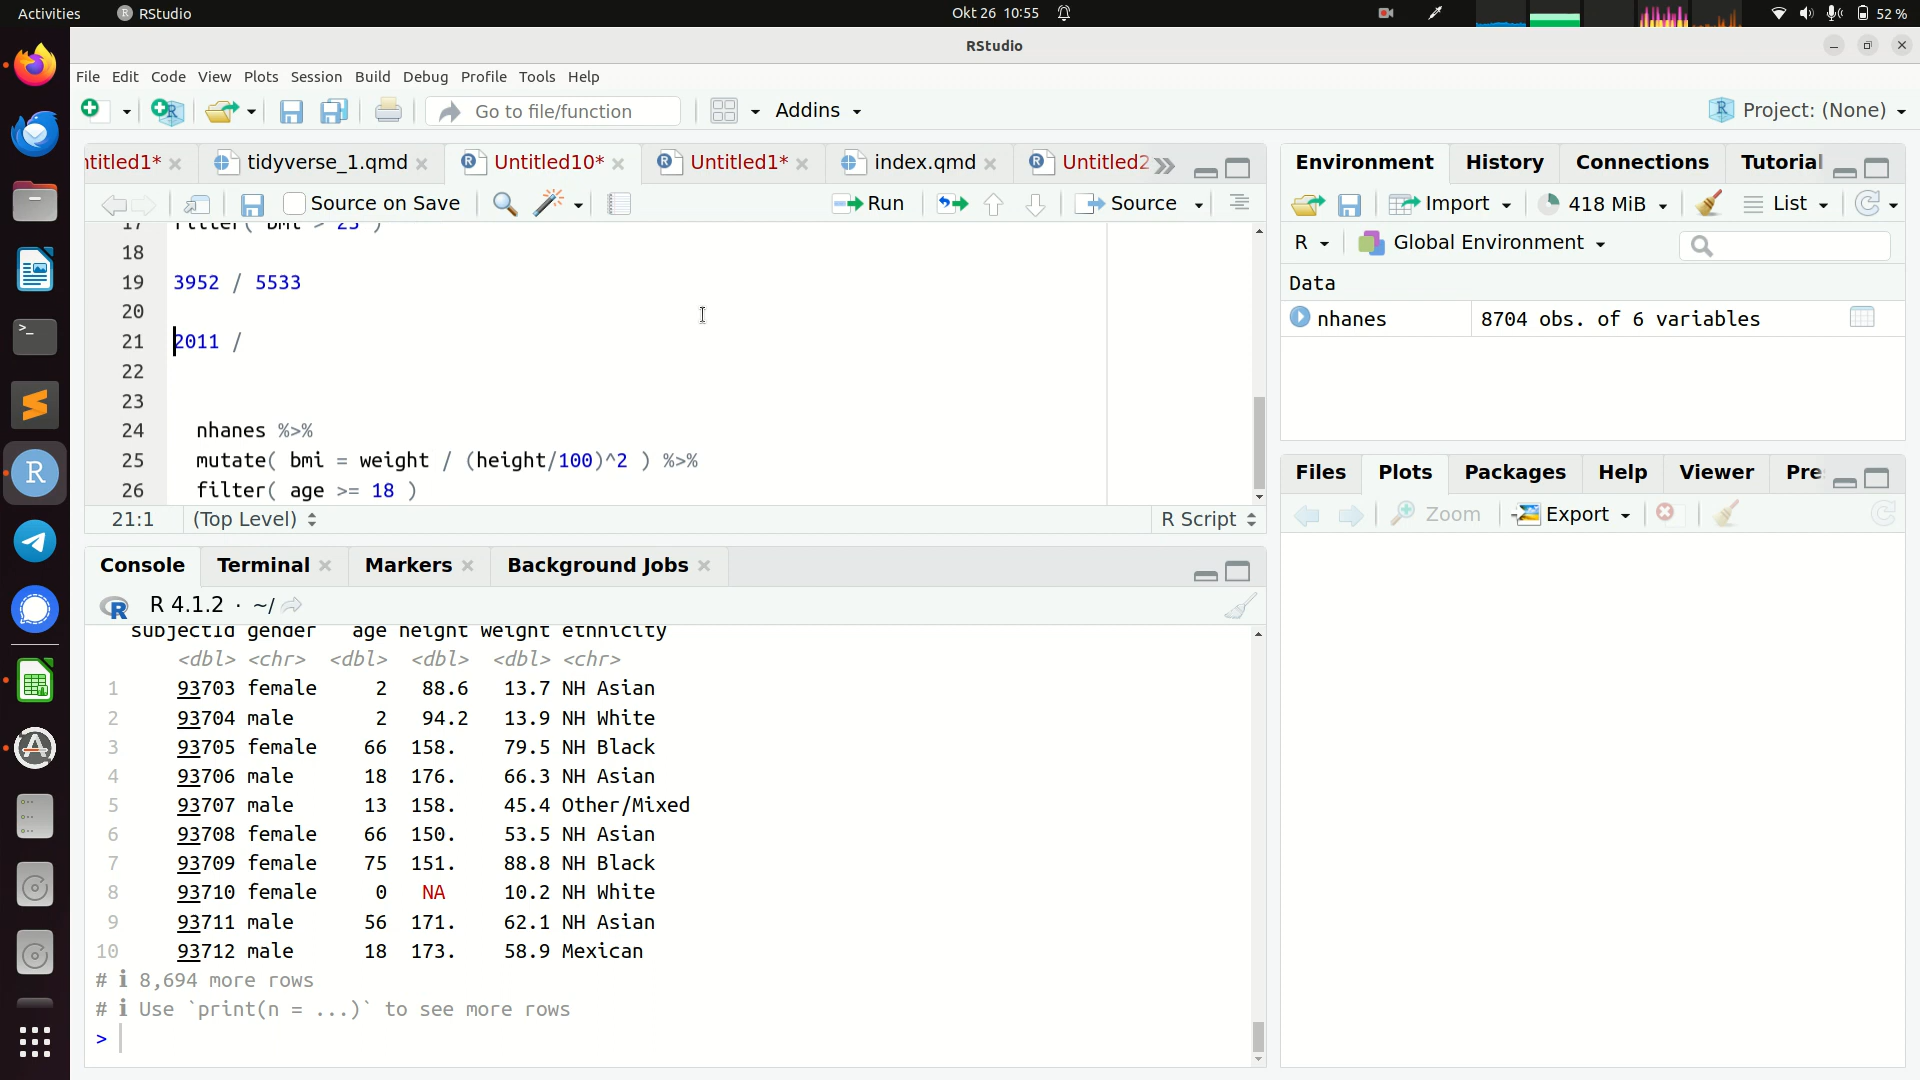 Activities
RStudio
Okt 26 10:55
52 %
RStudio
File Edit Code View Plots Session Build Debug Profile Tools Help
Go to file/function
Addins
Project: (None)
ntitled1*
tidyverse_1.qmd
Untitled10*
Untitled1*
index.qmd
Untitled2
Source on Save
Run
Source
17 filter( bmi > 25 )
18
19 3952 / 5533
20
21 2011 /
22
23
24 nhanes %>%
25 mutate( bmi = weight / (height/100)^2 ) %>%
26 filter( age >= 18 )
21:1 (Top Level) R Script
Console Terminal Markers Background Jobs
R 4.1.2 · ~/
subjectId gender age height weight ethnicity
<dbl> <chr> <dbl> <dbl> <dbl> <chr>
1 93703 female 2 88.6 13.7 NH Asian
2 93704 male 2 94.2 13.9 NH White
3 93705 female 66 158. 79.5 NH Black
4 93706 male 18 176. 66.3 NH Asian
5 93707 male 13 158. 45.4 Other/Mixed
6 93708 female 66 150. 53.5 NH Asian
7 93709 female 75 151. 88.8 NH Black
8 93710 female 0 NA 10.2 NH White
9 93711 male 56 171. 62.1 NH Asian
10 93712 male 18 173. 58.9 Mexican
# ℹ 8,694 more rows
# ℹ Use `print(n = ...)` to see more rows
>
Environment History Connections Tutorial
Import 418 MiB List
R Global Environment
Data
nhanes 8704 obs. of 6 variables
Files Plots Packages Help Viewer Pre
Zoom Export